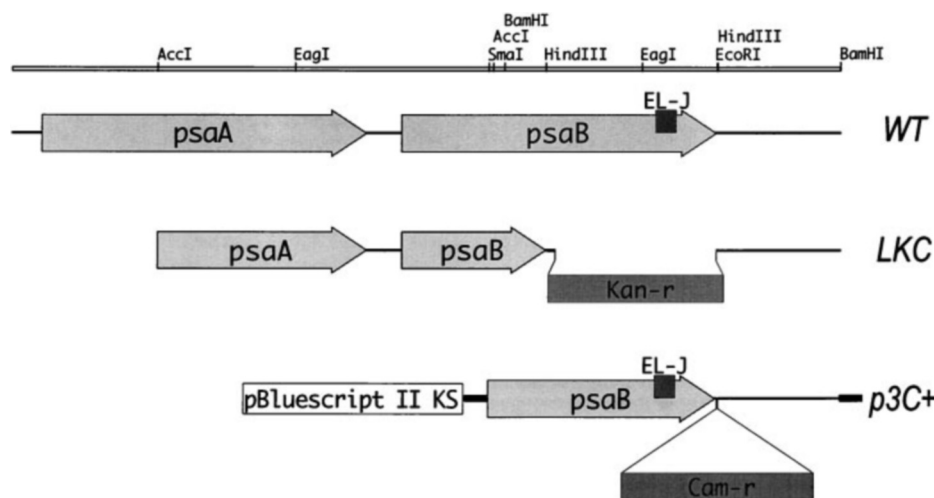 BamHI
AccI
HindIII
AccI EagI SmaI HindIII EagI EcoRI BamHI
EL-J
psaA psaB WT
psaA psaB LKC
Kan-r
EL-J
pBluescript II KS psaB p3C+
Cam-r